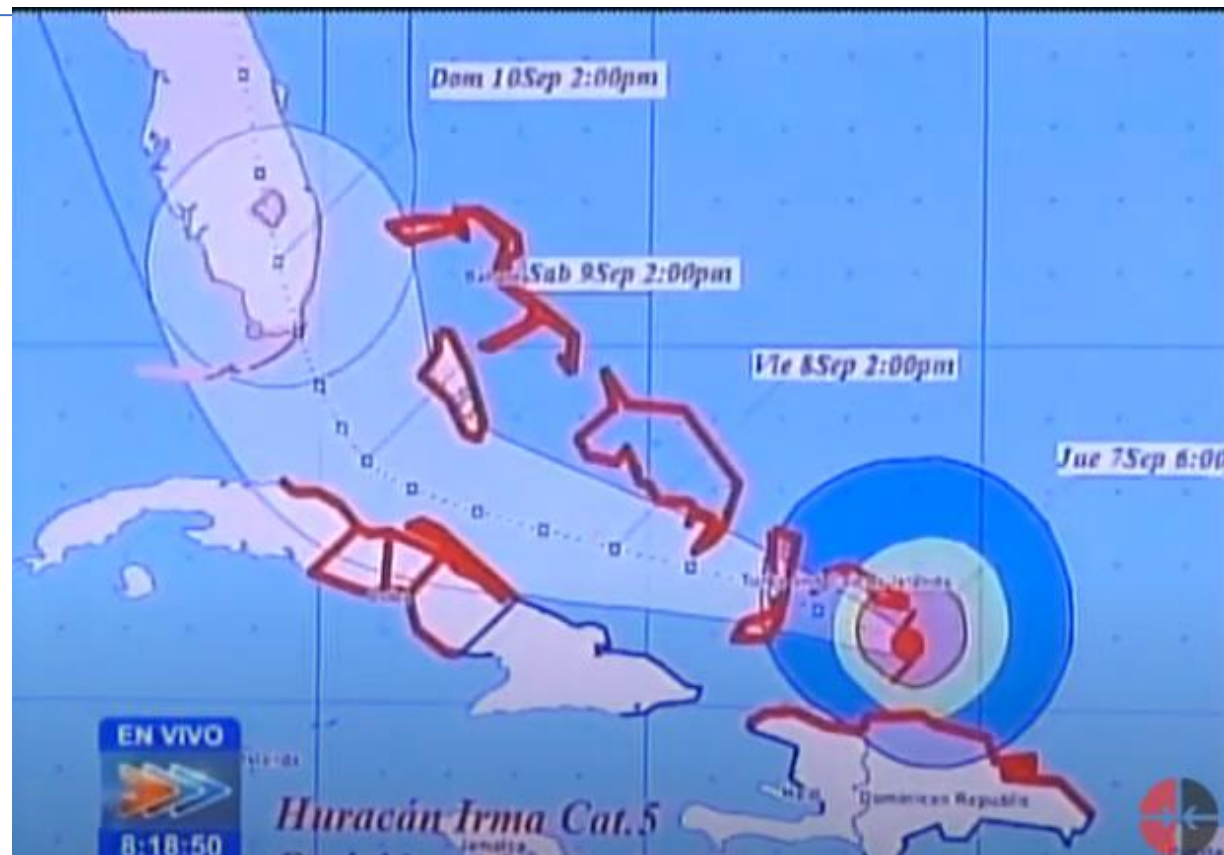 Dom 10Sep 2:00pm
Sab 9Sep 2:00pm
Vie 8Sep 2:00pm
Jue 7Sep 6:00
EN VIVO
8:18:50
Huracán Irma Cat.5
Dominican Republic
Jamaica